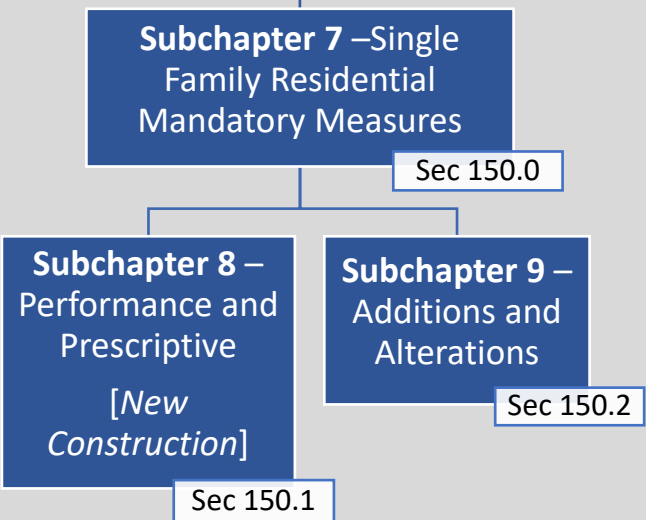 Subchapter 7 –Single
Family Residential
Mandatory Measures
Sec 150.0
Subchapter 8 –
Performance and
Prescriptive
[New
Construction]
Sec 150.1
Subchapter 9 –
Additions and
Alterations
Sec 150.2